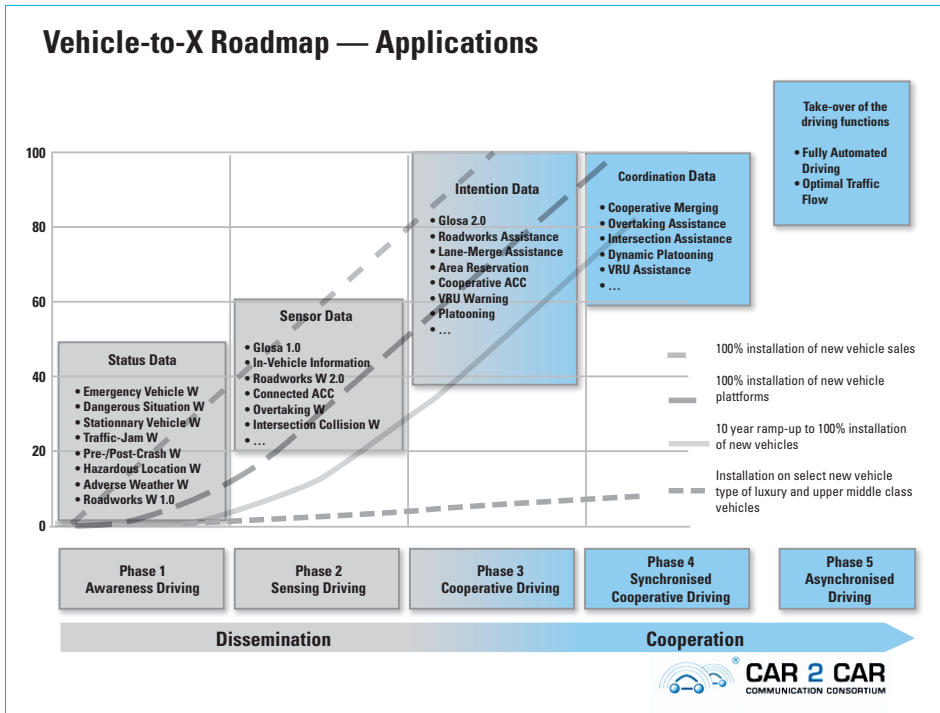 Vehicle-to-X Roadmap — Applications
100
80
60
40
20
0
Status Data
• Emergency Vehicle W
• Dangerous Situation W
• Stationnary Vehicle W
• Traffic-Jam W
• Pre-/Post-Crash W
• Hazardous Location W
• Adverse Weather W
• Roadworks W 1.0
Sensor Data
• Glosa 1.0
• In-Vehicle Information
• Roadworks W 2.0
• Connected ACC
• Overtaking W
• Intersection Collision W
• ...
Intention Data
• Glosa 2.0
• Roadworks Assistance
• Lane-Merge Assistance
• Area Reservation
• Cooperative ACC
• VRU Warning
• Platooning
• ...
Coordination Data
• Cooperative Merging
• Overtaking Assistance
• Intersection Assistance
• Dynamic Platooning
• VRU Assistance
• ...
Take-over of the
driving functions
• Fully Automated
Driving
• Optimal Traffic
Flow
100% installation of new vehicle sales
100% installation of new vehicle
plattforms
10 year ramp-up to 100% installation
of new vehicles
Installation on select new vehicle
type of luxury and upper middle class
vehicles
Phase 1
Awareness Driving
Phase 2
Sensing Driving
Phase 3
Cooperative Driving
Phase 4
Synchronised
Cooperative Driving
Phase 5
Asynchronised
Driving
Dissemination
Cooperation
® CAR 2 CAR
COMMUNICATION CONSORTIUM